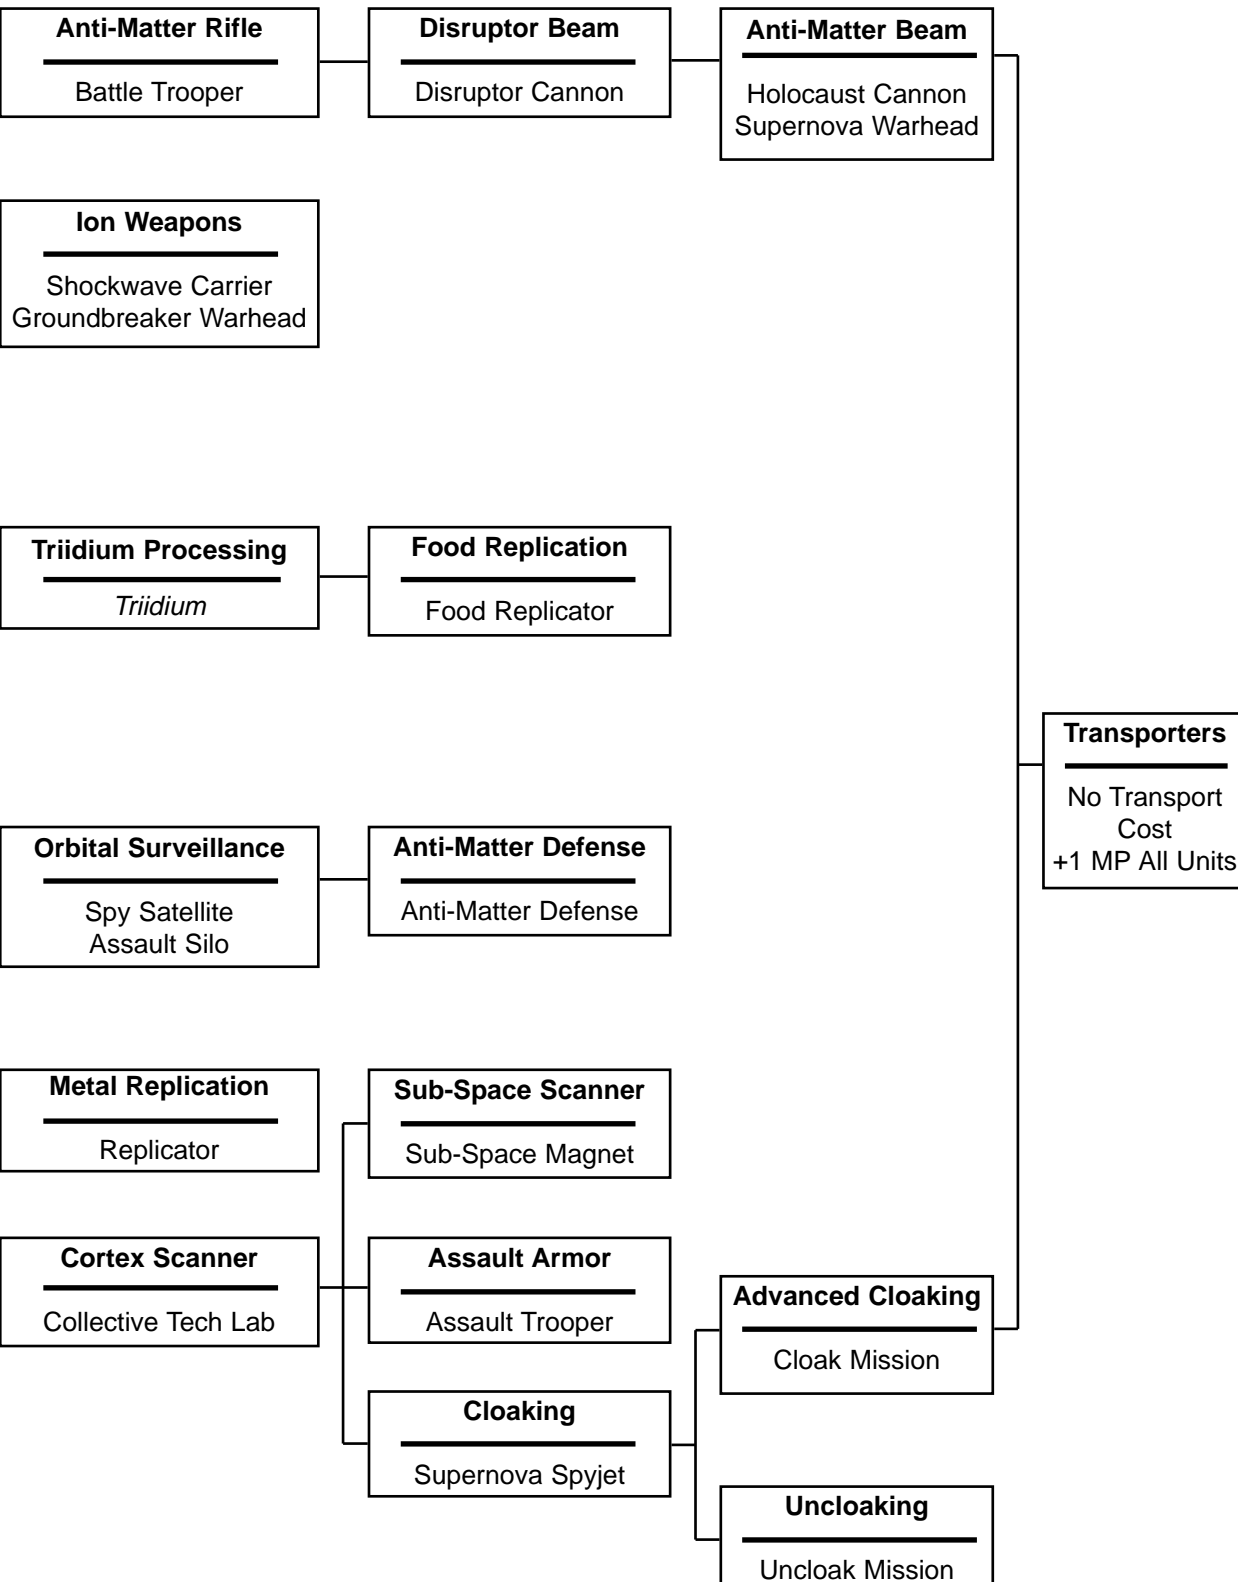 Anti-Matter Rifle
Battle Trooper
Disruptor Beam
Disruptor Cannon
Anti-Matter Beam
Holocaust Cannon
Supernova Warhead
Ion Weapons
Shockwave Carrier
Groundbreaker Warhead
Triidium Processing
Triidium
Food Replication
Food Replicator
Transporters
No Transport
Cost
+1 MP All Units
Orbital Surveillance
Spy Satellite
Assault Silo
Anti-Matter Defense
Anti-Matter Defense
Metal Replication
Replicator
Sub-Space Scanner
Sub-Space Magnet
Cortex Scanner
Collective Tech Lab
Assault Armor
Assault Trooper
Advanced Cloaking
Cloak Mission
Cloaking
Supernova Spyjet
Uncloaking
Uncloak Mission